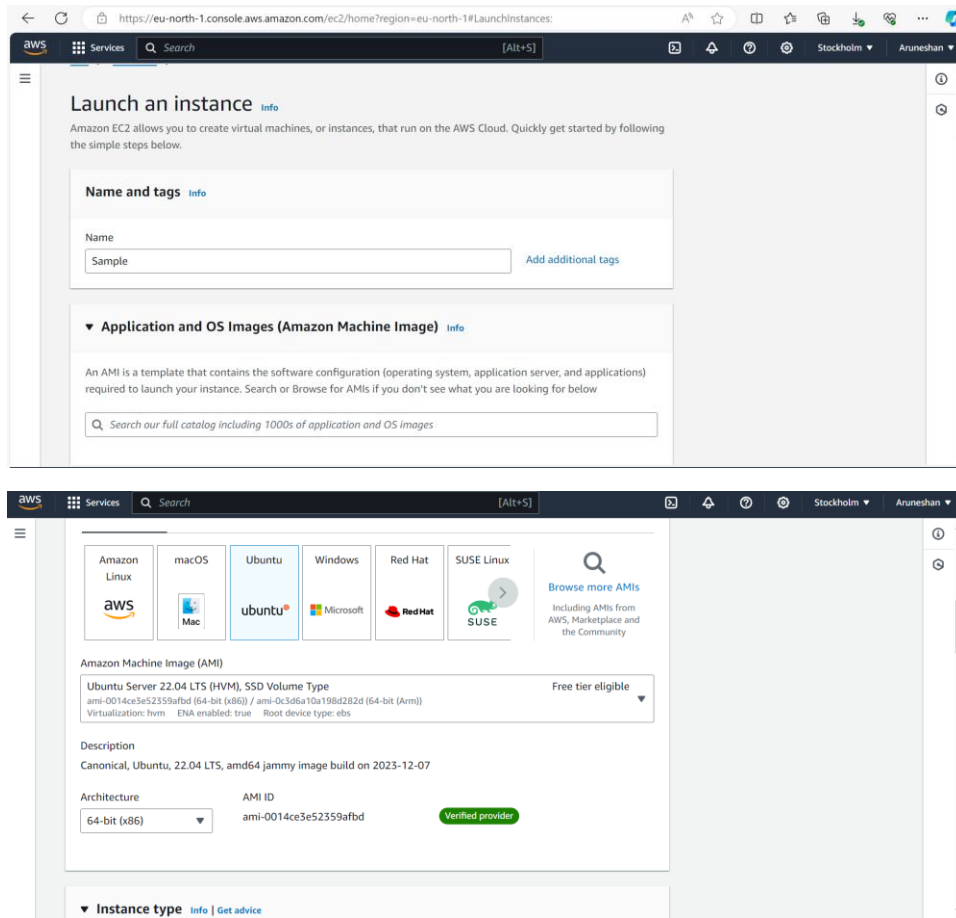 https://eu-north-1.console.aws.amazon.com/ec2/home?region=eu-north-1#LaunchInstances:
aws Services Search [Alt+S] Stockholm Aruneshan
Launch an instance Info
Amazon EC2 allows you to create virtual machines, or instances, that run on the AWS Cloud. Quickly get started by following
the simple steps below.
Name and tags Info
Name
Sample Add additional tags
Application and OS Images (Amazon Machine Image) Info
An AMI is a template that contains the software configuration (operating system, application server, and applications)
required to launch your instance. Search or Browse for AMIs if you don't see what you are looking for below
Search our full catalog including 1000s of application and OS images
aws Services Search [Alt+S] Stockholm Aruneshan
Amazon Linux macOS Ubuntu Windows Red Hat SUSE Linux
aws Mac ubuntu Microsoft Red Hat SUSE
Browse more AMIs
Including AMIs from
AWS, Marketplace and
the Community
Amazon Machine Image (AMI)
Ubuntu Server 22.04 LTS (HVM), SSD Volume Type Free tier eligible
ami-0014ce3e52359afbd (64-bit (x86)) / ami-0c3d6a10a198d282d (64-bit (Arm))
Virtualization: hvm ENA enabled: true Root device type: ebs
Description
Canonical, Ubuntu, 22.04 LTS, amd64 jammy image build on 2023-12-07
Architecture AMI ID
64-bit (x86) ami-0014ce3e52359afbd Verified provider
Instance type Info | Get advice